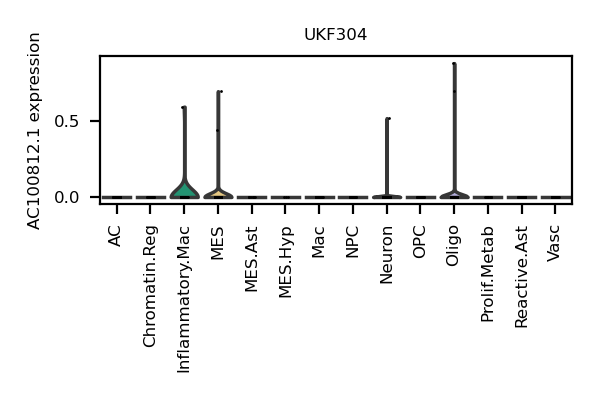 UKF304
AC100812.1 expression
0.5
0.0
AC
Chromatin.Reg
Inflammatory.Mac
MES
MES.Ast
MES.Hyp
Mac
NPC
Neuron
OPC
Oligo
Prolif.Metab
Reactive.Ast
Vasc